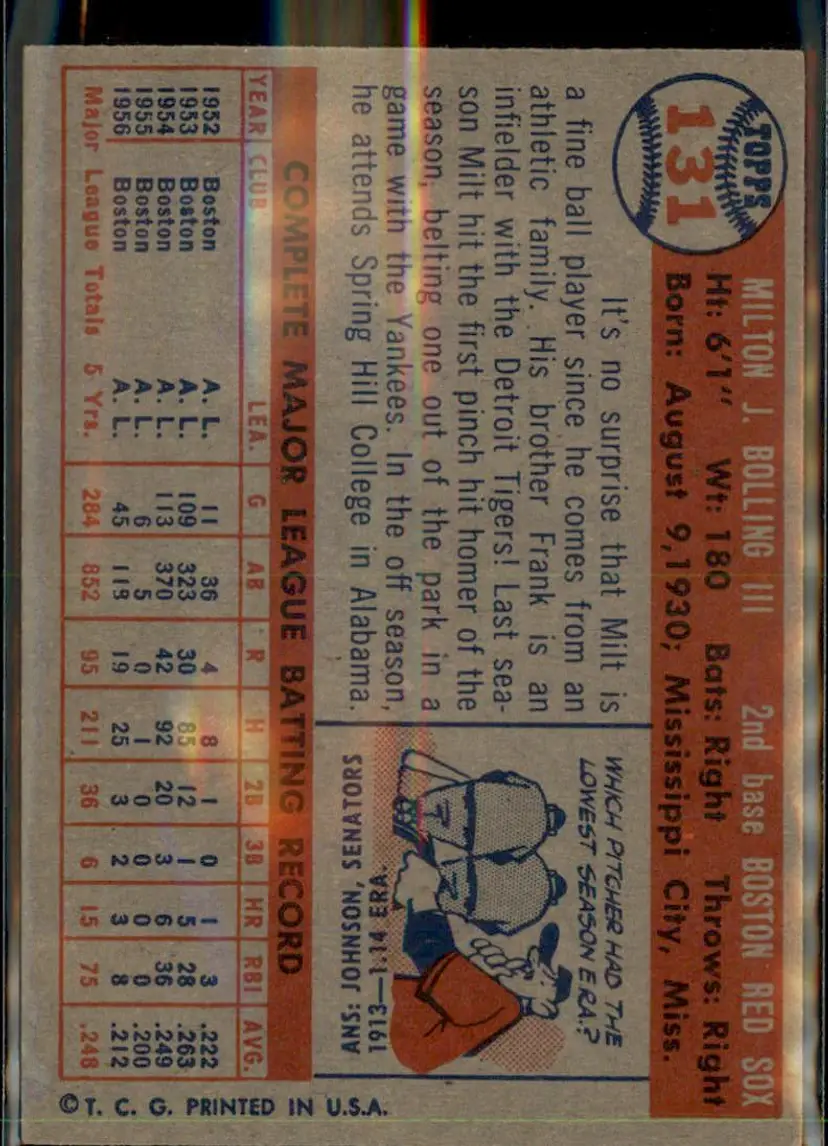 TOPPS
131
MILTON J. BOLLING III 2nd base BOSTON RED SOX
Ht: 6'1" Wt: 180 Bats: Right Throws: Right
Born: August 9, 1930; Mississippi City, Miss.
It's no surprise that Milt is
a fine ball player since he comes from an
athletic family. His brother Frank is an
infielder with the Detroit Tigers! Last sea-
son Milt hit the first pinch hit homer of the
season, belting one out of the park in a
game with the Yankees. In the off season,
he attends Spring Hill College in Alabama.
WHICH PITCHER HAD THE
LOWEST SEASON E.R.A.?
ANS: JOHNSON, SENATORS
1913—1.14 ERA.
COMPLETE MAJOR LEAGUE BATTING RECORD
YEAR CLUB LEA. G AB R H 2B 3B HR RBI AVG.
1952 Boston A. L. 11 36 4 8 1 0 1 3 .222
1953 Boston A. L. 109 323 30 85 12 1 5 28 .263
1954 Boston A. L. 113 370 42 92 20 3 6 36 .249
1955 Boston A. L. 6 5 0 1 0 0 0 0 .200
1956 Boston A. L. 45 118 19 25 3 2 3 8 .212
Major League Totals 5 Yrs. 284 852 95 211 36 6 15 75 .248
© T. C. G. PRINTED IN U.S.A.